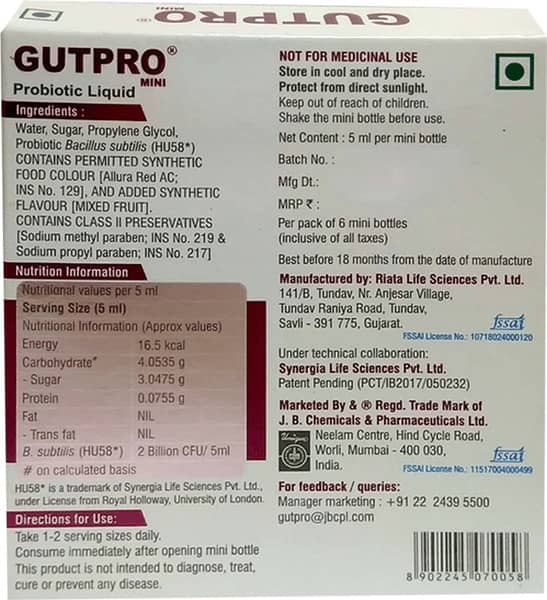 GUTPRO
MINI
GUTPRO®
MINI
Probiotic Liquid
Ingredients :
Water, Sugar, Propylene Glycol,
Probiotic Bacillus subtilis (HU58*)
CONTAINS PERMITTED SYNTHETIC
FOOD COLOUR [Allura Red AC;
INS No. 129], AND ADDED SYNTHETIC
FLAVOUR [MIXED FRUIT].
CONTAINS CLASS II PRESERVATIVES
[Sodium methyl paraben; INS No. 219 &
Sodium propyl paraben; INS No. 217]
Nutrition Information
Nutritional values per 5 ml
Serving Size (5 ml)
Nutritional Information (Approx values)
Energy 16.5 kcal
Carbohydrate# 4.0535g
- Sugar 3.0475g
Protein 0.0755g
Fat NIL
- Trans fat NIL
B. subtilis (HU58*) 2 Billion CFU/ 5ml
# on calculated basis
HU58* is a trademark of Synergia Life Sciences Pvt. Ltd.,
under License from Royal Holloway, University of London.
Directions for Use:
Take 1-2 serving sizes daily.
Consume immediately after opening mini bottle
This product is not intended to diagnose, treat,
cure or prevent any disease.
NOT FOR MEDICINAL USE
Store in cool and dry place.
Protect from direct sunlight.
Keep out of reach of children.
Shake the mini bottle before use.
Net Content : 5 ml per mini bottle
Batch No. :
Mfg Dt.:
MRP ₹ :
Per pack of 6 mini bottles
(inclusive of all taxes)
Best before 18 months from the date of manufacture
Manufactured by: Riata Life Sciences Pvt. Ltd.
141/B, Tundav, Nr. Anjesar Village,
Tundav Raniya Road, Tundav,
Savli - 391 775, Gujarat.
fssai
FSSAI License No.: 10718024000120
Under technical collaboration:
Synergia Life Sciences Pvt. Ltd.
Patent Pending (PCT/IB2017/050232)
Marketed By & ® Regd. Trade Mark of
J. B. Chemicals & Pharmaceuticals Ltd.
Unique
Neelam Centre, Hind Cycle Road,
Worli, Mumbai - 400 030,
India.
fssai
FSSAI License No.: 11517004000499
For feedback / queries:
Manager marketing : +91 22 2439 5500
gutpro@jbcpl.com
8 902245 070058